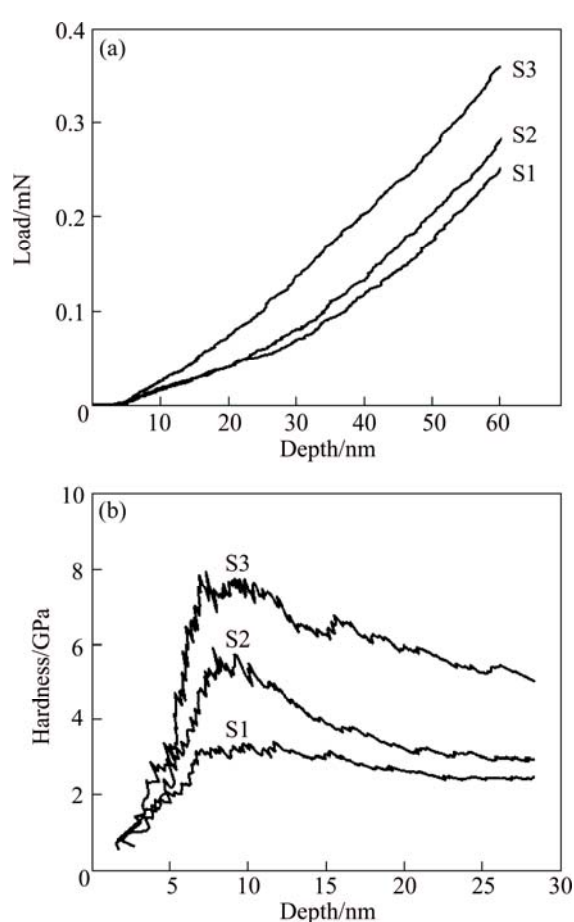 (a)
0.4
0.3
0.2
0.1
0
Load/mN
S3
S2
S1
10 20 30 40 50 60
Depth/nm
(b)
10
8
6
4
2
0
Hardness/GPa
S3
S2
S1
5 10 15 20 25 30
Depth/nm